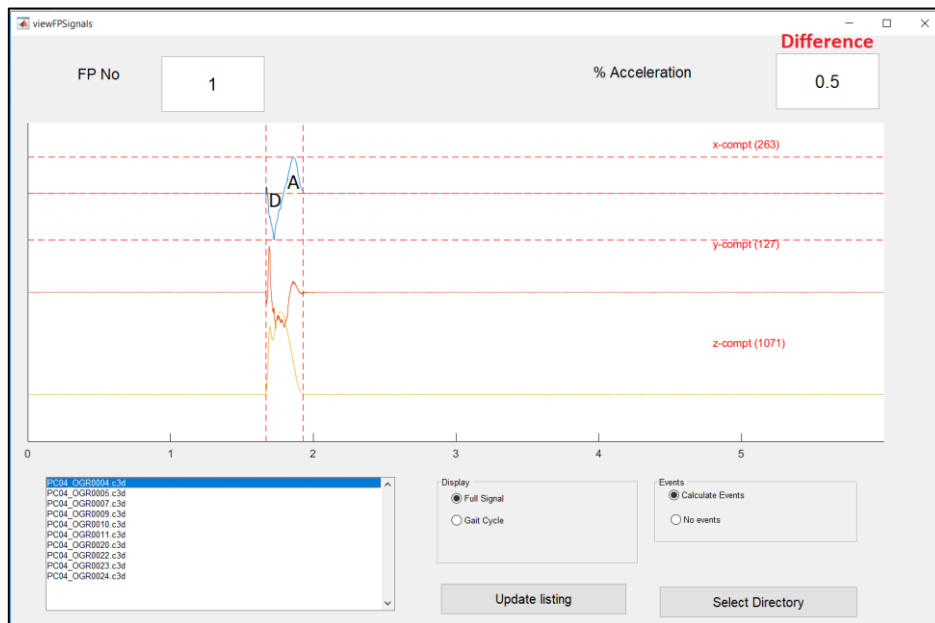 viewFPSignals
Difference
FP No
1
% Acceleration
0.5
x-compt (263)
A
D
y-compt (127)
z-compt (1071)
0
1
2
3
4
5
PC04_OGR0004.c3d
PC04_OGR0005.c3d
PC04_OGR0007.c3d
PC04_OGR0009.c3d
PC04_OGR0010.c3d
PC04_OGR0011.c3d
PC04_OGR0020.c3d
PC04_OGR0022.c3d
PC04_OGR0023.c3d
PC04_OGR0024.c3d
Display
Full Signal
Gait Cycle
Events
Calculate Events
No events
Update listing
Select Directory